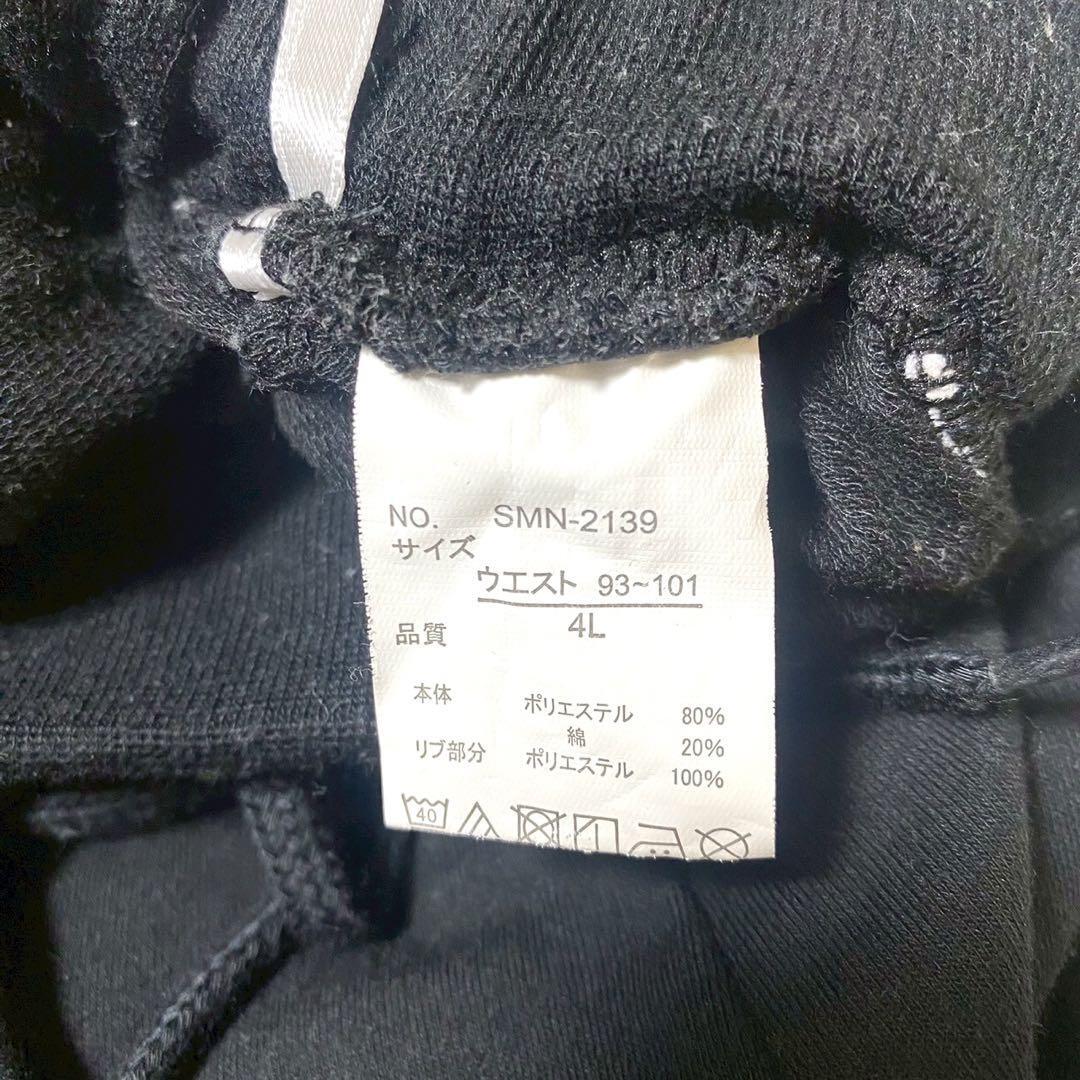 NO. SMN-2139
サイズ
ウエスト 93~101
4L
品質
本体 ポリエステル 80%
綿 20%
リブ部分 ポリエステル 100%
40